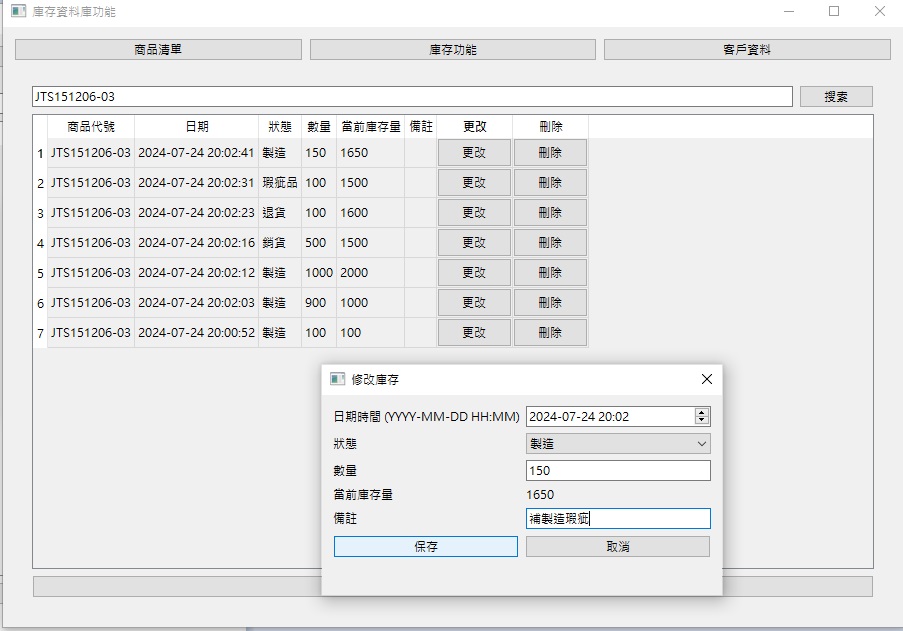 庫存資料庫功能
商品清單 庫存功能 客戶資料
JTS151206-03 搜索
商品代號 日期 狀態 數量 當前庫存量 備註 更改 刪除
1 JTS151206-03 2024-07-24 20:02:41 製造 150 1650 更改 刪除
2 JTS151206-03 2024-07-24 20:02:31 瑕疵品 100 1500 更改 刪除
3 JTS151206-03 2024-07-24 20:02:23 退貨 100 1600 更改 刪除
4 JTS151206-03 2024-07-24 20:02:16 銷貨 500 1500 更改 刪除
5 JTS151206-03 2024-07-24 20:02:12 製造 1000 2000 更改 刪除
6 JTS151206-03 2024-07-24 20:02:03 製造 900 1000 更改 刪除
7 JTS151206-03 2024-07-24 20:00:52 製造 100 100 更改 刪除
修改庫存
日期時間 (YYYY-MM-DD HH:MM) 2024-07-24 20:02
狀態 製造
數量 150
當前庫存量 1650
備註 補製造瑕疵
保存 取消